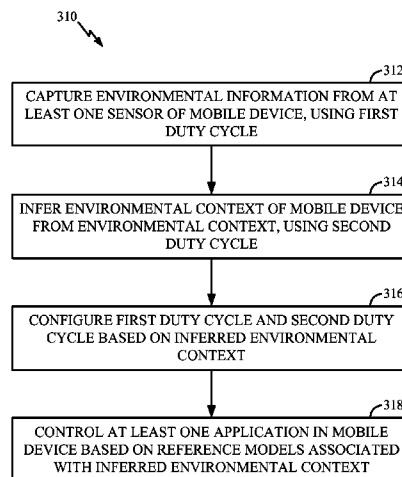 310
312
CAPTURE ENVIRONMENTAL INFORMATION FROM AT
LEAST ONE SENSOR OF MOBILE DEVICE, USING FIRST
DUTY CYCLE
314
INFER ENVIRONMENTAL CONTEXT OF MOBILE DEVICE
FROM ENVIRONMENTAL CONTEXT, USING SECOND
DUTY CYCLE
316
CONFIGURE FIRST DUTY CYCLE AND SECOND DUTY
CYCLE BASED ON INFERRED ENVIRONMENTAL
CONTEXT
318
CONTROL AT LEAST ONE APPLICATION IN MOBILE
DEVICE BASED ON REFERENCE MODELS ASSOCIATED
WITH INFERRED ENVIRONMENTAL CONTEXT